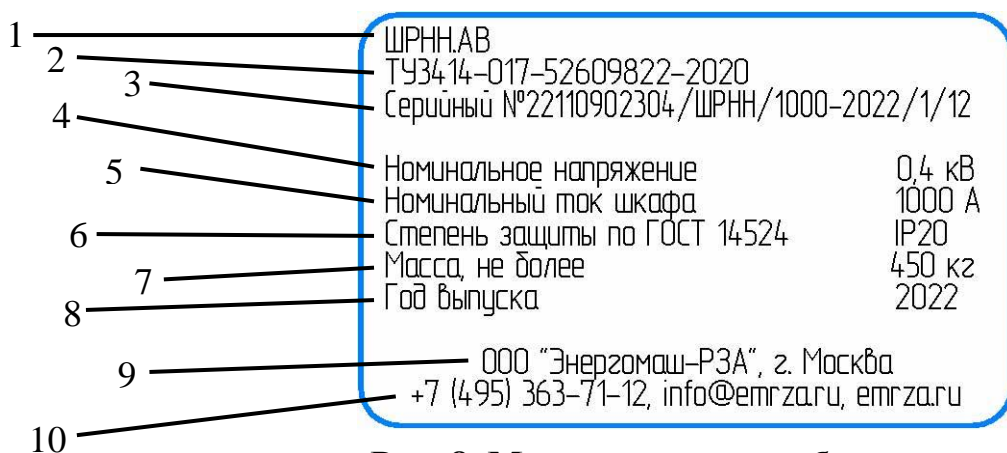 1 ШРНН.АВ
2 ТУ3414-017-52609822-2020
3 Серийный №22110902304/ШРНН/1000-2022/1/12
4 Номинальное напряжение 0,4 кВ
5 Номинальный ток шкафа 1000 А
6 Степень защиты по ГОСТ 14524 IP20
7 Масса, не более 450 кг
8 Год выпуска 2022
9 ООО "Энергомаш-РЗА", г. Москва
10 +7 (495) 363-71-12, info@emrza.ru, emrza.ru